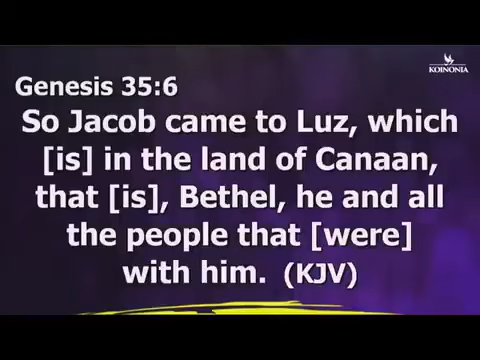 KOINONIA
Genesis 35:6
So Jacob came to Luz, which
[is] in the land of Canaan,
that [is], Bethel, he and all
the people that [were]
with him. (KJV)